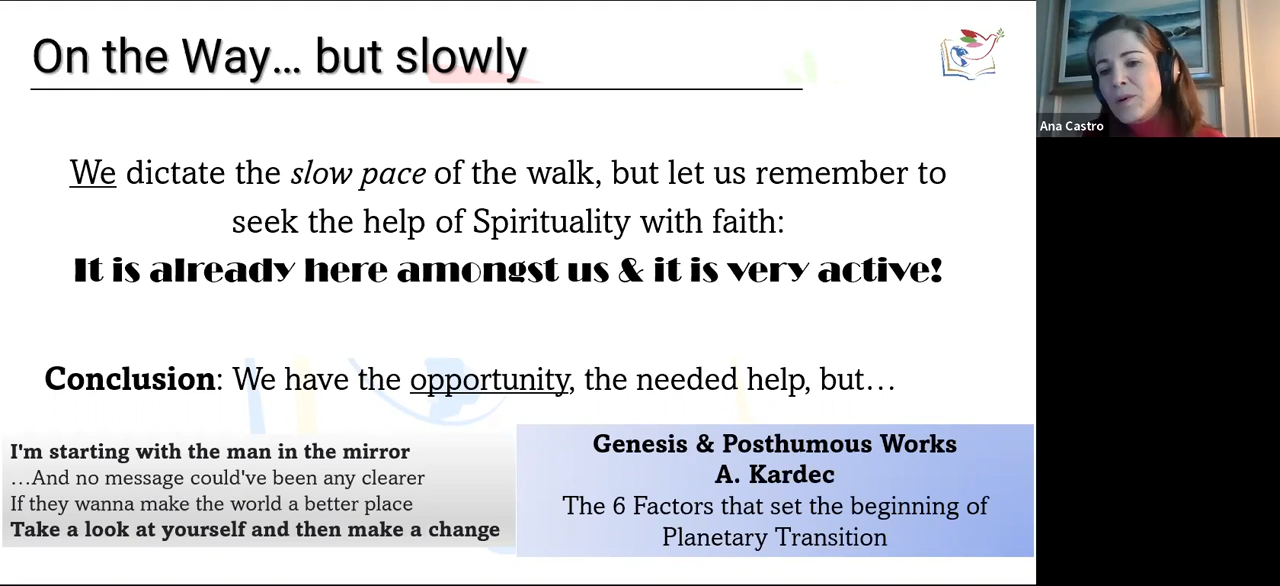 On the Way... but slowly
Ana Castro
We dictate the slow pace of the walk, but let us remember to
seek the help of Spirituality with faith:
It is already here amongst us & it is very active!
Conclusion: We have the opportunity, the needed help, but...
I'm starting with the man in the mirror
...And no message could've been any clearer
If they wanna make the world a better place
Take a look at yourself and then make a change
Genesis & Posthumous Works
A. Kardec
The 6 Factors that set the beginning of
Planetary Transition